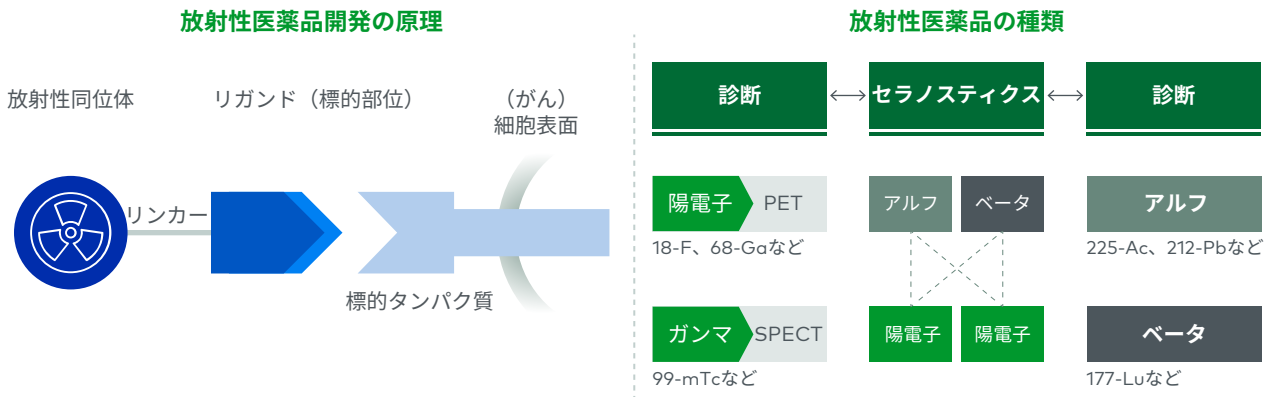 放射性医薬品開発の原理
放射性同位体
リガンド（標的部位）
（がん）
細胞表面
リンカー
標的タンパク質
放射性医薬品の種類
診断
セラノスティクス
診断
陽電子
PET
18-F、68-Gaなど
アルフ
ベータ
アルフ
225-Ac、212-Pbなど
ガンマ
SPECT
99-mTcなど
陽電子
陽電子
ベータ
177-Luなど